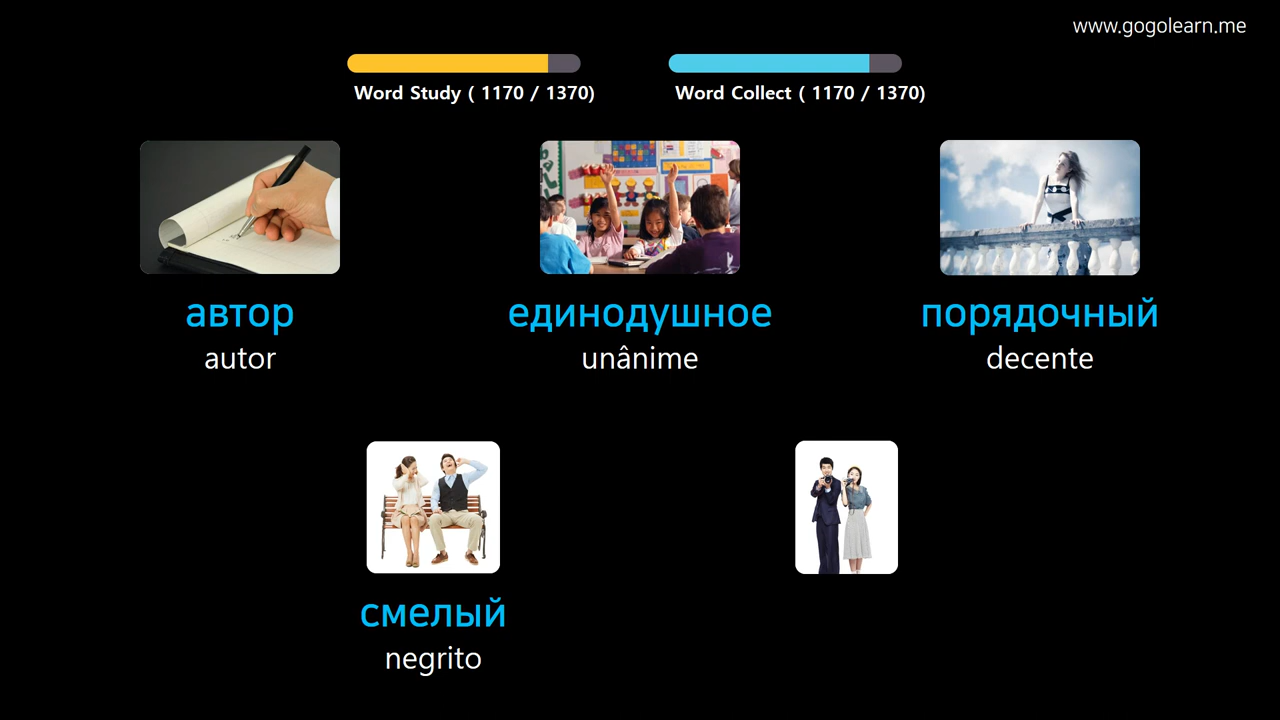 www.gogolearn.me
Word Study ( 1170 / 1370)
Word Collect ( 1170 / 1370)
автор
autor
единодушное
unânime
порядочный
decente
смелый
negrito